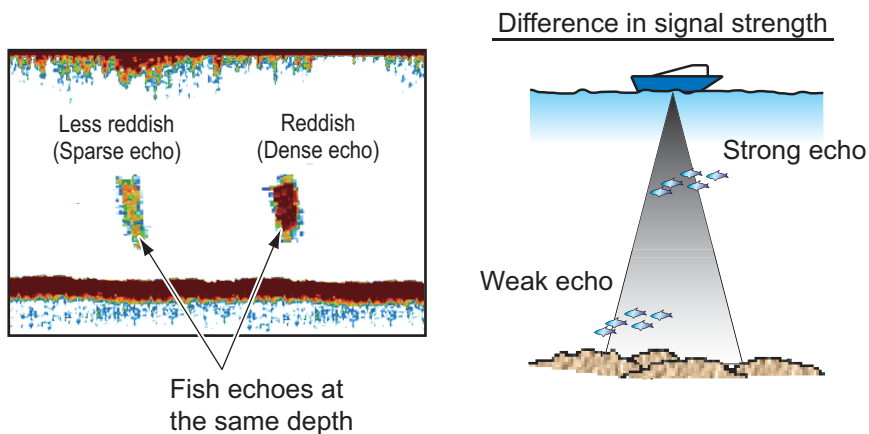 Less reddish
(Sparse echo)
Reddish
(Dense echo)
Fish echoes at
the same depth
Difference in signal strength
Strong echo
Weak echo